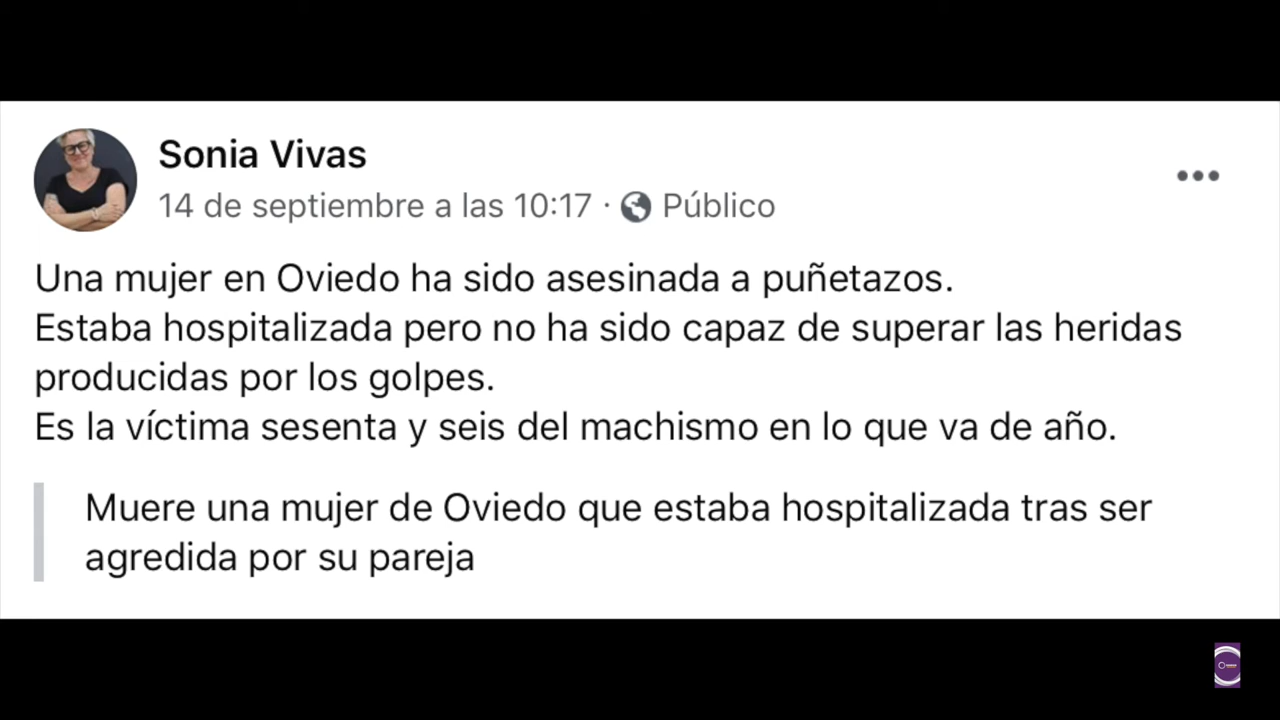 Sonia Vivas
14 de septiembre a las 10:17 · Público
Una mujer en Oviedo ha sido asesinada a puñetazos.
Estaba hospitalizada pero no ha sido capaz de superar las heridas
producidas por los golpes.
Es la víctima sesenta y seis del machismo en lo que va de año.
Muere una mujer de Oviedo que estaba hospitalizada tras ser
agredida por su pareja